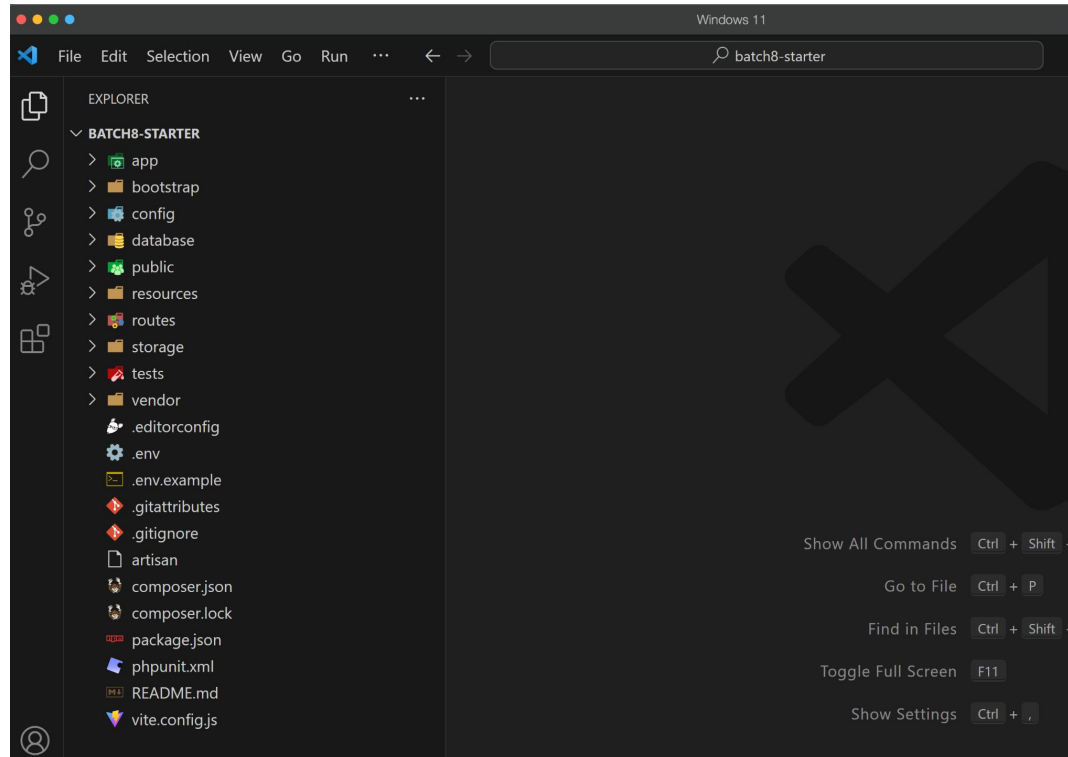 Windows 11
File Edit Selection View Go Run ··· ← → batch8-starter
EXPLORER ···
BATCH8-STARTER
app
bootstrap
config
database
public
resources
routes
storage
tests
vendor
.editorconfig
.env
.env.example
.gitattributes
.gitignore
artisan
composer.json
composer.lock
package.json
phpunit.xml
README.md
vite.config.js
Show All Commands Ctrl + Shift +
Go to File Ctrl + P
Find in Files Ctrl + Shift +
Toggle Full Screen F11
Show Settings Ctrl + ,